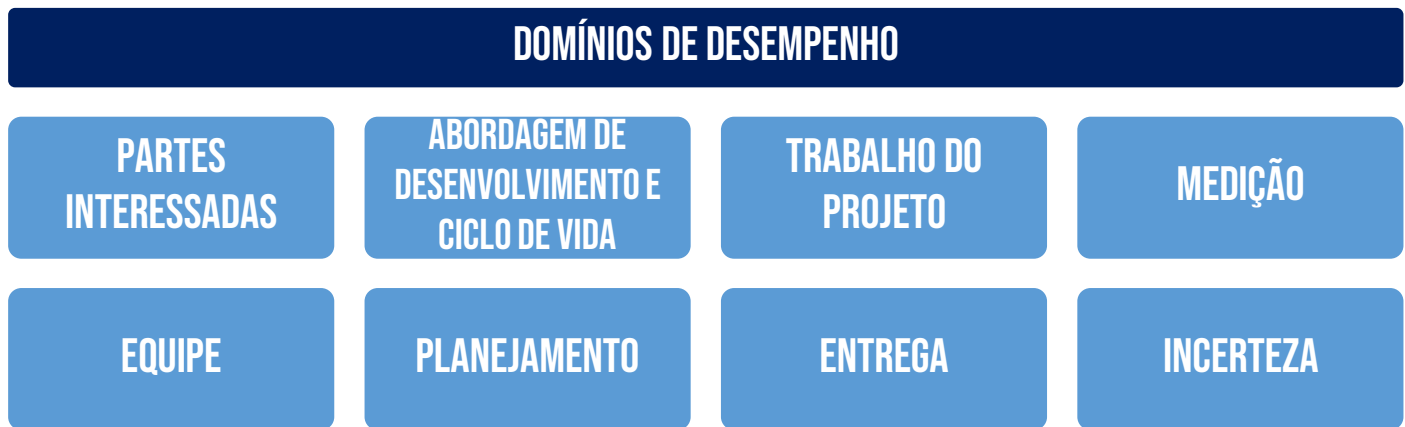 DOMÍNIOS DE DESEMPENHO
PARTES
INTERESSADAS
ABORDAGEM DE
DESENVOLVIMENTO E
CICLO DE VIDA
TRABALHO DO
PROJETO
MEDIÇÃO
EQUIPE
PLANEJAMENTO
ENTREGA
INCERTEZA